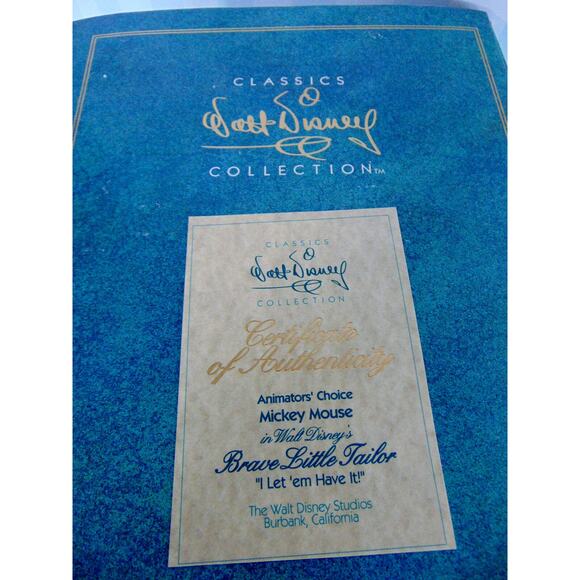 CLASSICS
Walt Disney
COLLECTION™
CLASSICS
Walt Disney
COLLECTION
Certificate
of Authenticity
Animators' Choice
Mickey Mouse
in Walt Disney's
Brave Little Tailor
"I Let 'em Have It!"
The Walt Disney Studios
Burbank, California